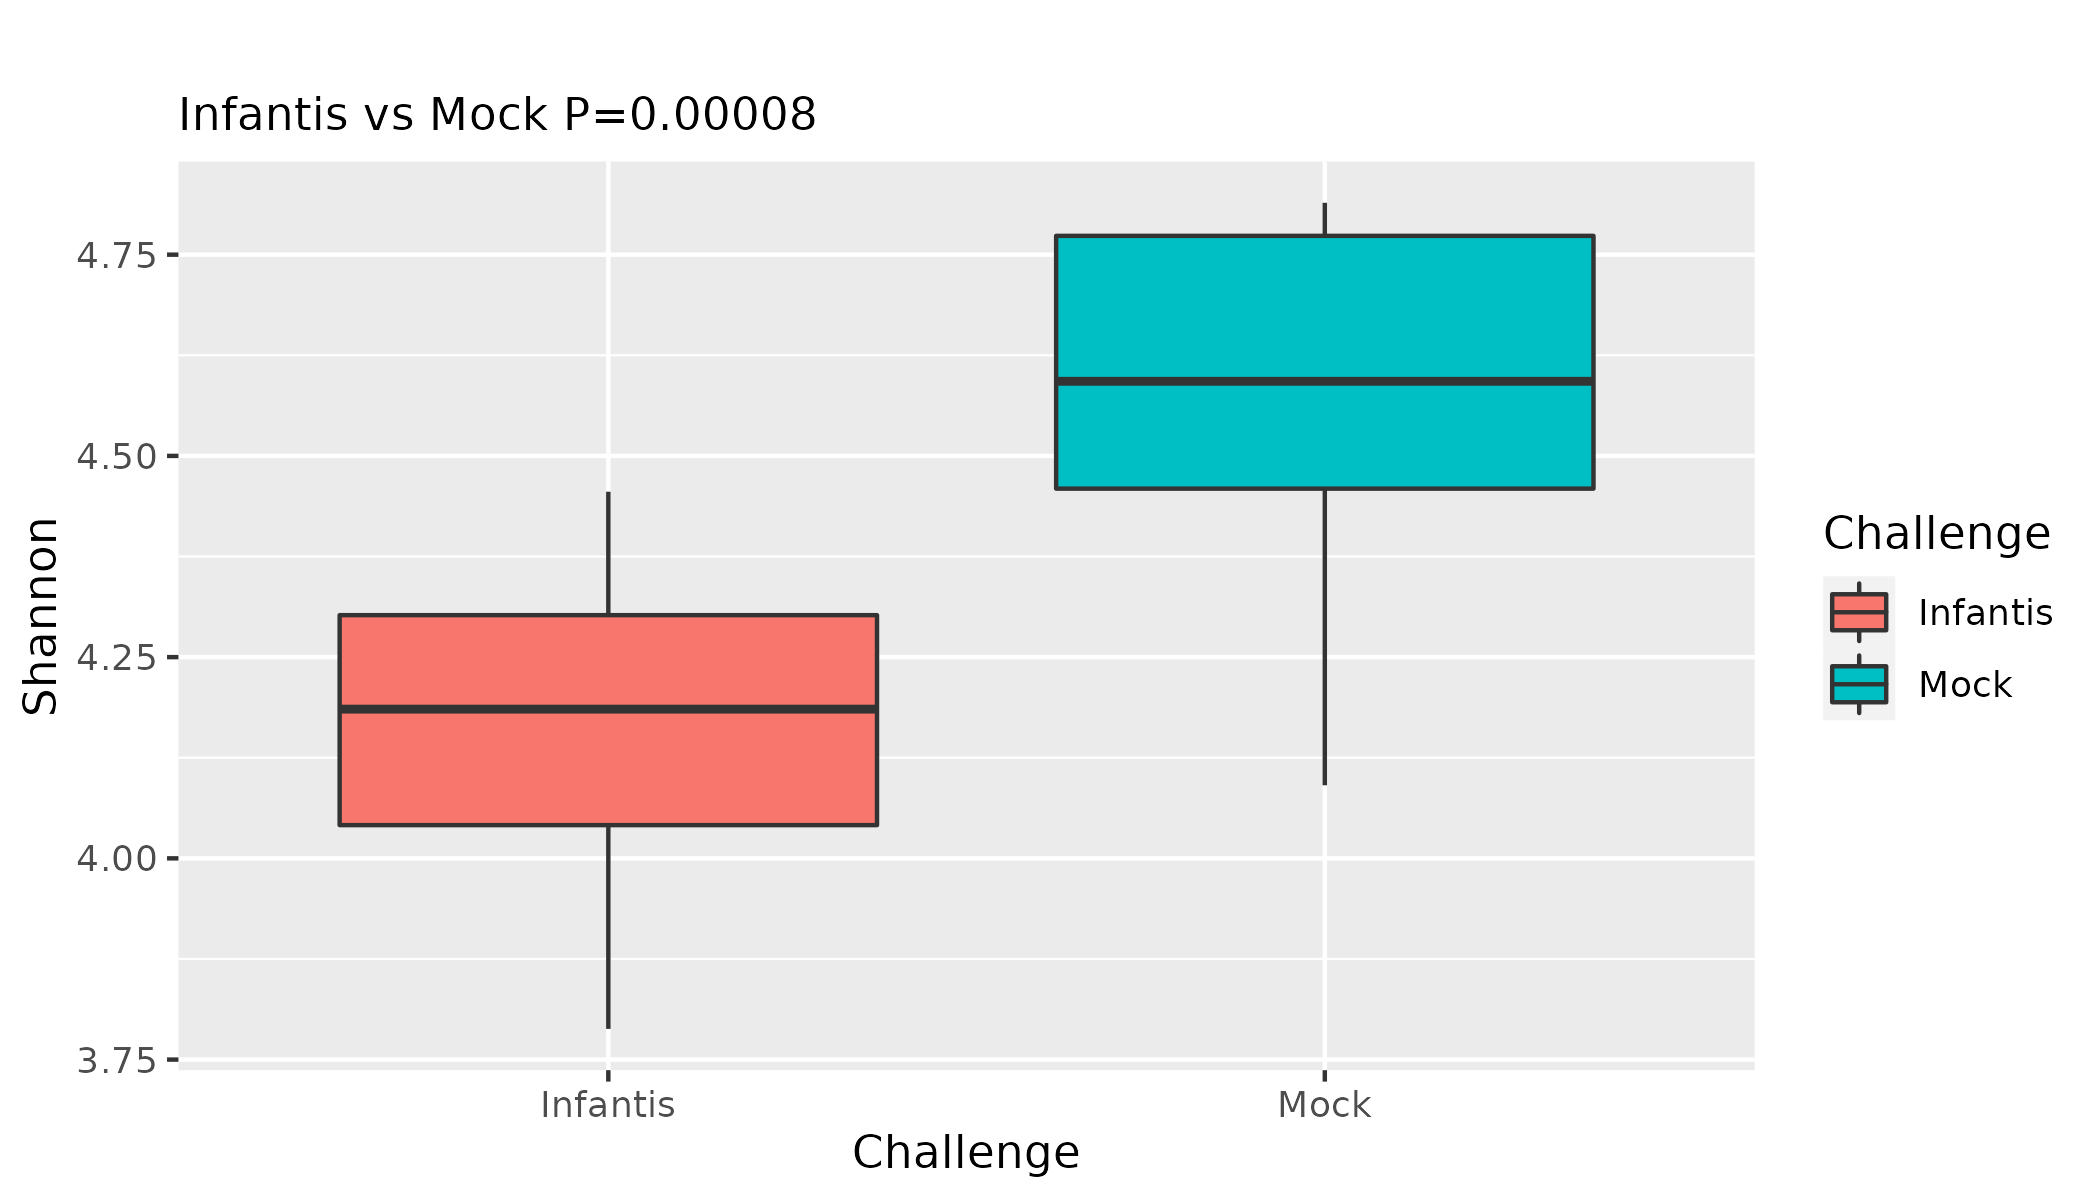 Infantis vs Mock P=0.00008
4.75
4.50
4.25
4.00
3.75
Shannon
Infantis
Mock
Challenge
Challenge
Infantis
Mock